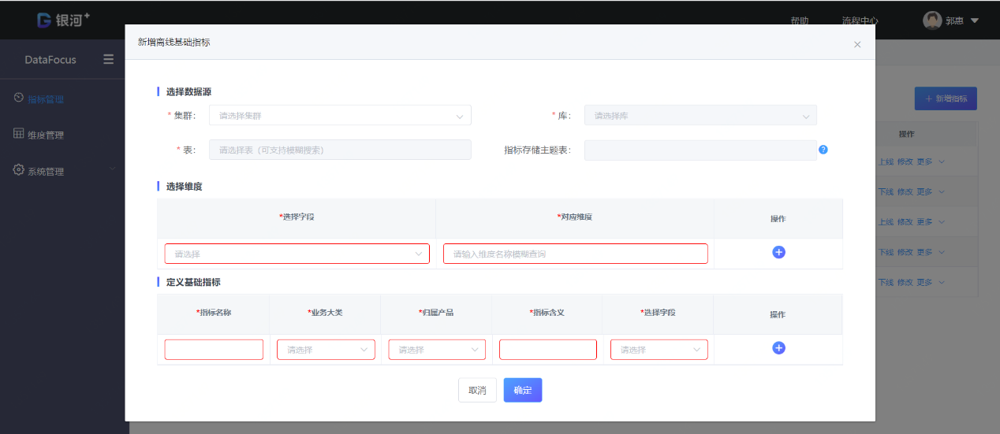 银河+
帮助
流程中心
郭惠
DataFocus
指标管理
维度管理
系统管理
新增离线基础指标
+ 新增指标
选择数据源
* 集群:
请选择集群
* 库:
请选择库
* 表:
请选择表（可支持模糊搜索）
指标存储主题表:
?
选择维度
*选择字段
*对应维度
操作
请选择
请输入维度名称模糊查询
定义基础指标
*指标名称
*业务大类
*归属产品
*指标含义
*选择字段
操作
请选择
请选择
请选择
取消
确定
操作
上线 修改 更多
下线 修改 更多
上线 修改 更多
下线 修改 更多
下线 修改 更多